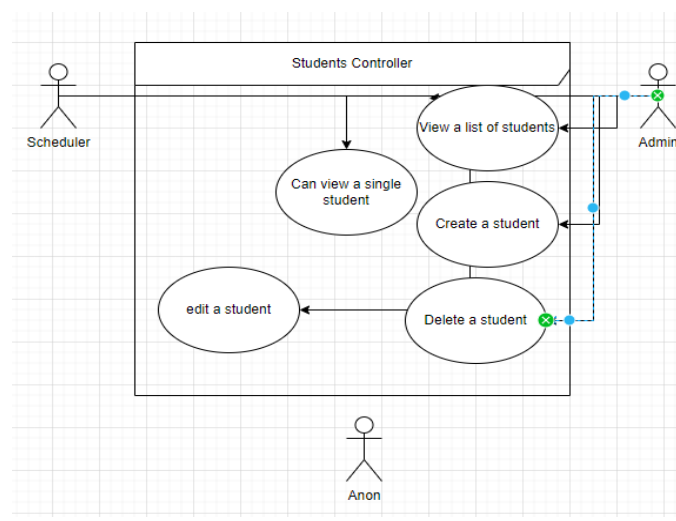 Students Controller
Scheduler
View a list of students
Admin
Can view a single
student
Create a student
edit a student
Delete a student
Anon